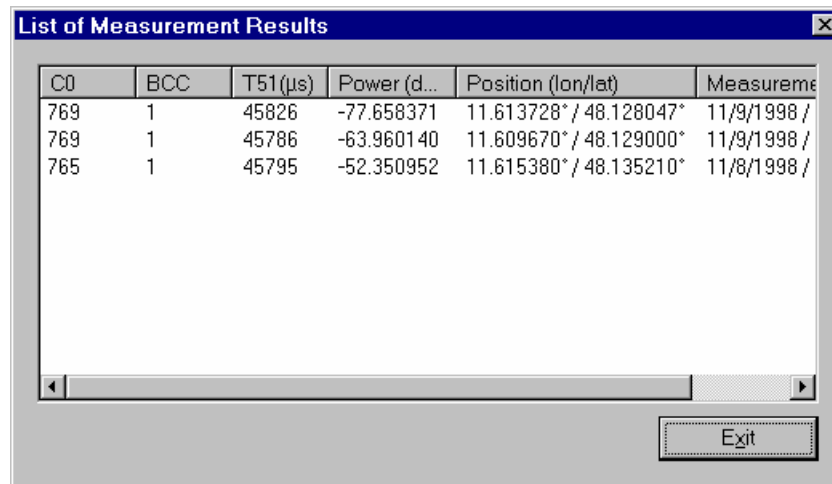 List of Measurement Results
C0 BCC T51(µs) Power (d... Position (lon/lat) Measureme
769 1 45826 -77.658371 11.613728° / 48.128047° 11/9/1998 /
769 1 45786 -63.960140 11.609670° / 48.129000° 11/9/1998 /
765 1 45795 -52.350952 11.615380° / 48.135210° 11/8/1998 /
Exit